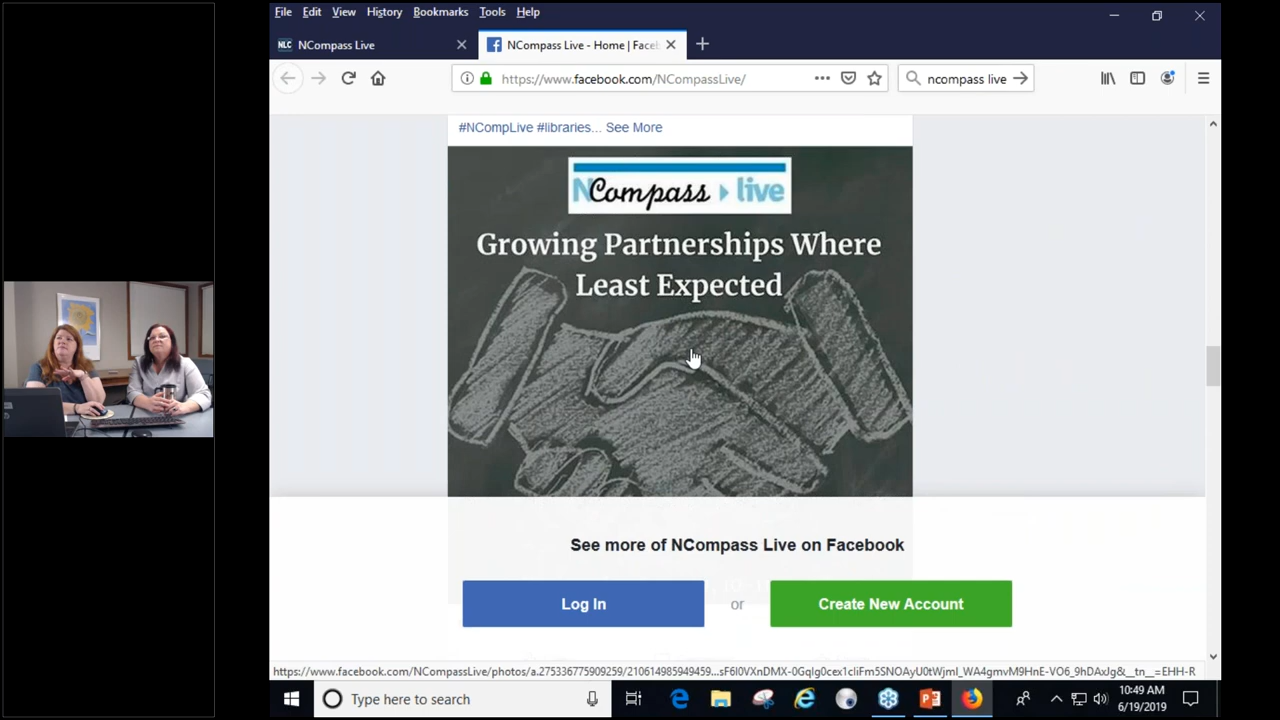 File Edit View History Bookmarks Tools Help
NLC NCompass Live
NCompass Live - Home | Faceb
https://www.facebook.com/NCompassLive/
ncompass live
#NCompLive #libraries... See More
NCompass live
Growing Partnerships Where
Least Expected
See more of NCompass Live on Facebook
Log In or Create New Account
Type here to search
10:49 AM
6/19/2019